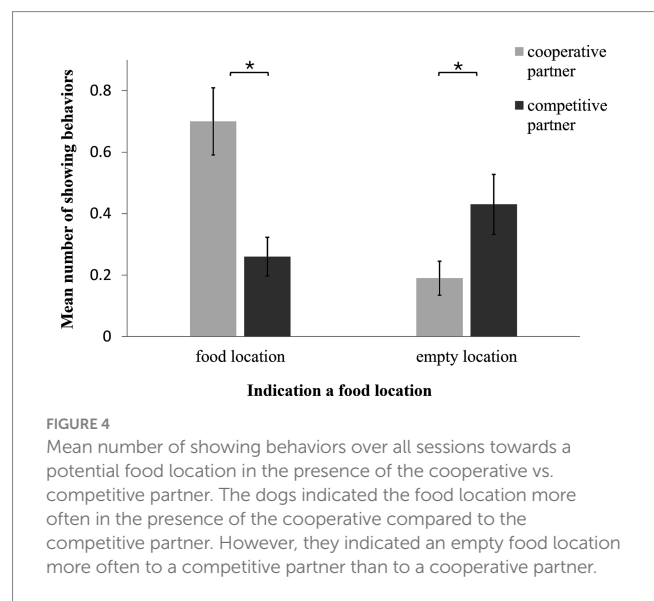 cooperative
partner
competitive
partner
*
*
Mean number of showing behaviors
0.8
0.6
0.4
0.2
0
food location
empty location
Indication a food location
FIGURE 4
Mean number of showing behaviors over all sessions towards a
potential food location in the presence of the cooperative vs.
competitive partner. The dogs indicated the food location more
often in the presence of the cooperative compared to the
competitive partner. However, they indicated an empty food location
more often to a competitive partner than to a cooperative partner.